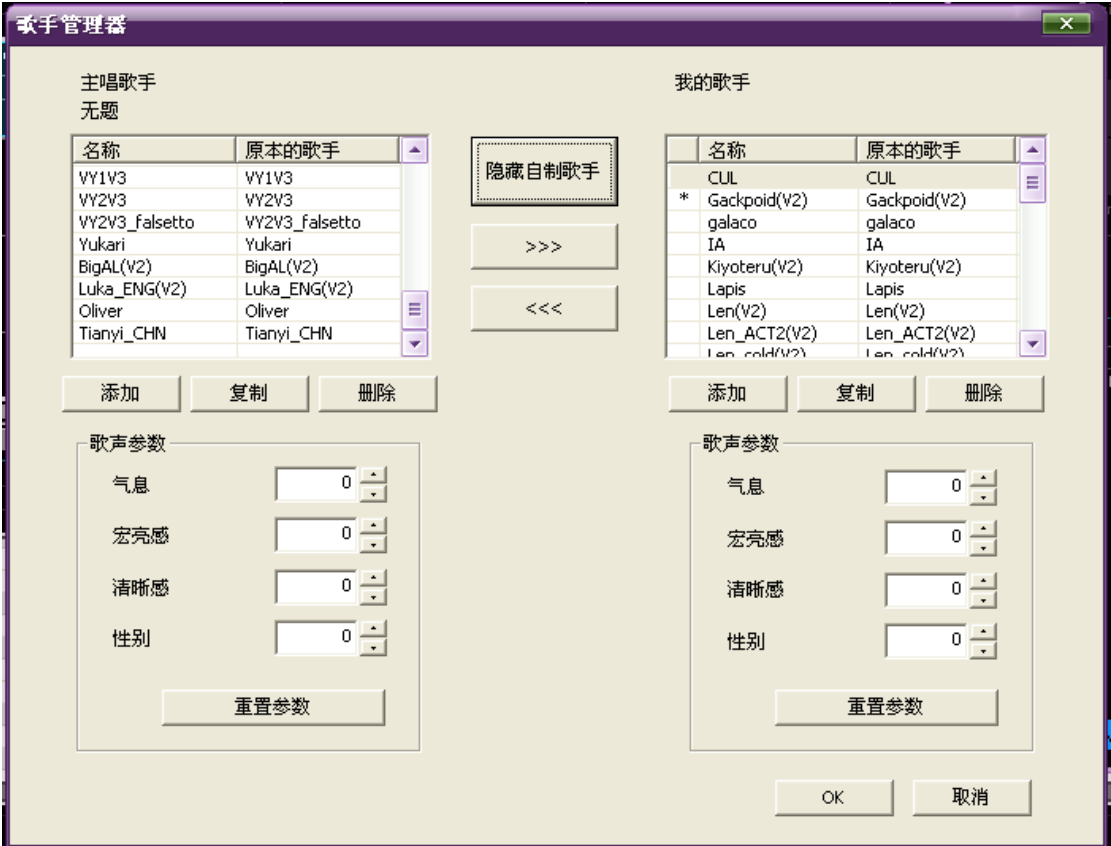 歌手管理器
主唱歌手
无题
名称 原本的歌手
VY1V3 VY1V3
VY2V3 VY2V3
VY2V3_falsetto VY2V3_falsetto
Yukari Yukari
BigAL(V2) BigAL(V2)
Luka_ENG(V2) Luka_ENG(V2)
Oliver Oliver
Tianyi_CHN Tianyi_CHN
添加 复制 删除
歌声参数
气息 0
宏亮感 0
清晰感 0
性别 0
重置参数
隐藏自制歌手
>>>
<<<
我的歌手
名称 原本的歌手
CUL CUL
* Gackpoid(V2) Gackpoid(V2)
galaco galaco
IA IA
Kiyoteru(V2) Kiyoteru(V2)
Lapis Lapis
Len(V2) Len(V2)
Len_ACT2(V2) Len_ACT2(V2)
Len_cold(V2) Len_cold(V2)
添加 复制 删除
歌声参数
气息 0
宏亮感 0
清晰感 0
性别 0
重置参数
OK 取消